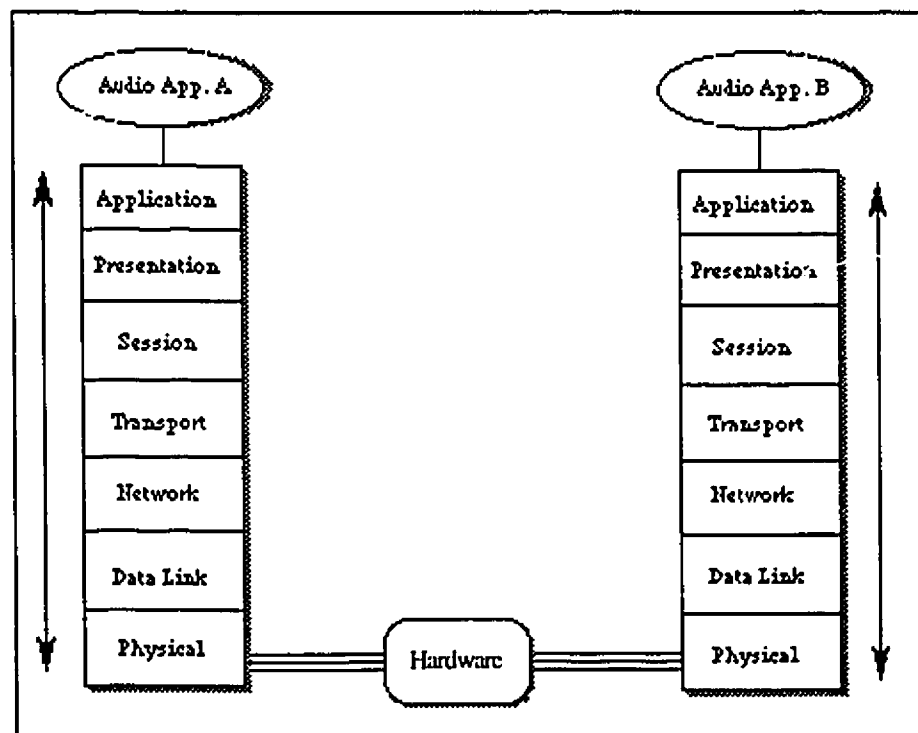 Audio App. A
Application
Presentation
Session
Transport
Network
Data Link
Physical
Hardware
Audio App. B
Application
Presentation
Session
Transport
Network
Data Link
Physical